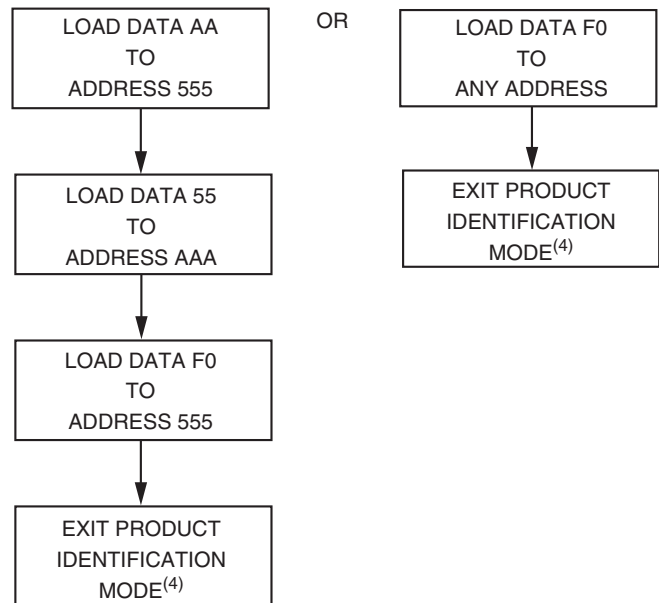 LOAD DATA AA
TO
ADDRESS 555
LOAD DATA 55
TO
ADDRESS AAA
LOAD DATA F0
TO
ADDRESS 555
EXIT PRODUCT
IDENTIFICATION
MODE(4)
OR
LOAD DATA F0
TO
ANY ADDRESS
EXIT PRODUCT
IDENTIFICATION
MODE(4)